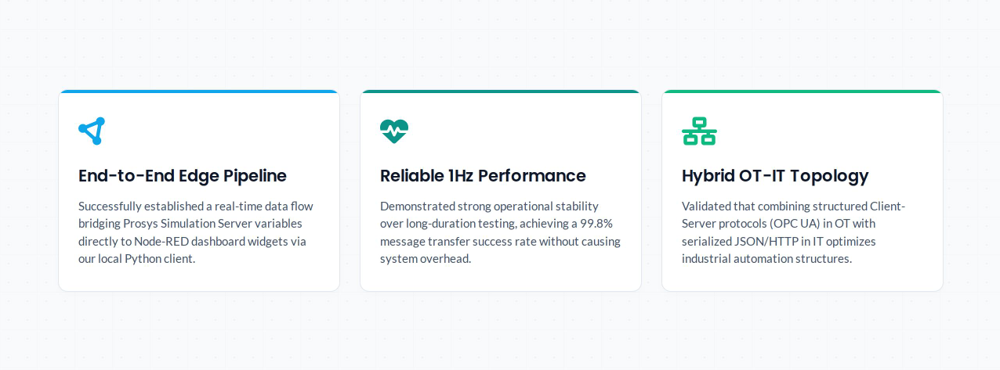 End-to-End Edge Pipeline
Successfully established a real-time data flow
bridging Prosys Simulation Server variables
directly to Node-RED dashboard widgets via
our local Python client.
Reliable 1Hz Performance
Demonstrated strong operational stability
over long-duration testing, achieving a 99.8%
message transfer success rate without causing
system overhead.
Hybrid OT-IT Topology
Validated that combining structured Client-
Server protocols (OPC UA) in OT with
serialized JSON/HTTP in IT optimizes
industrial automation structures.